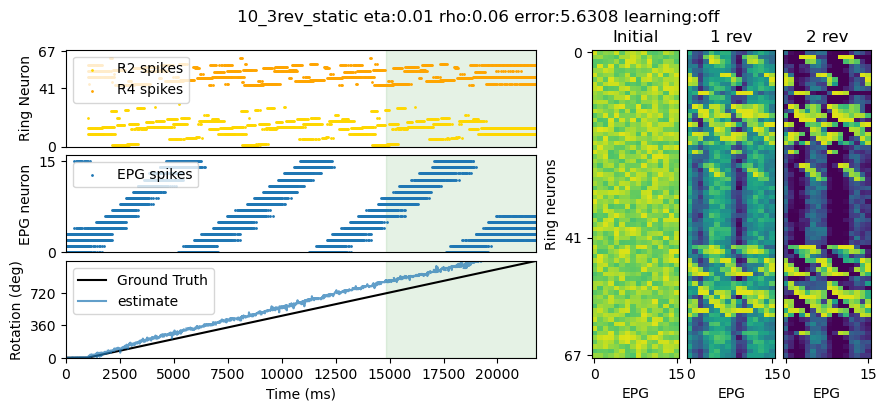 10_3rev_static eta:0.01 rho:0.06 error:5.6308 learning:off
Initial
1 rev
2 rev
67
41
0
Ring Neuron
R2 spikes
R4 spikes
15
0
EPG neuron
EPG spikes
720
360
0
Rotation (deg)
Ground Truth
estimate
0
2500
5000
7500
10000
12500
15000
17500
20000
Time (ms)
0
41
67
Ring neurons
0
15
EPG
0
15
EPG
0
15
EPG